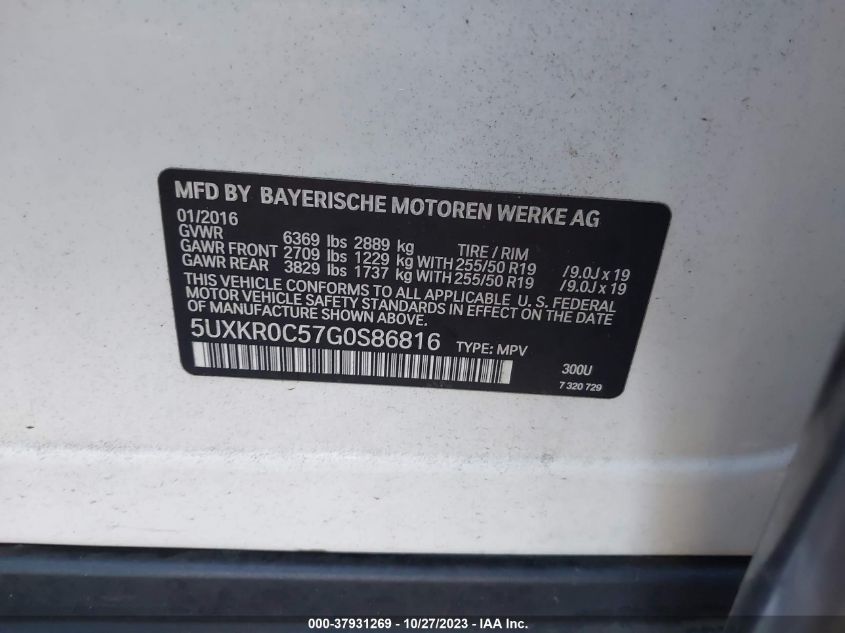 MFD BY BAYERISCHE MOTOREN WERKE AG
01/2016
GVWR 6369 lbs 2889 kg TIRE / RIM
GAWR FRONT 2709 lbs 1229 kg WITH 255/50 R19 /9.0J x 19
GAWR REAR 3829 lbs 1737 kg WITH 255/50 R19 /9.0J x 19
THIS VEHICLE CONFORMS TO ALL APPLICABLE U. S. FEDERAL
MOTOR VEHICLE SAFETY STANDARDS IN EFFECT ON THE DATE
OF MANUFACTURE SHOWN ABOVE.
5UXKR0C57G0S86816 TYPE: MPV
300U
7 320 729
000-37931269 - 10/27/2023 - IAA Inc.